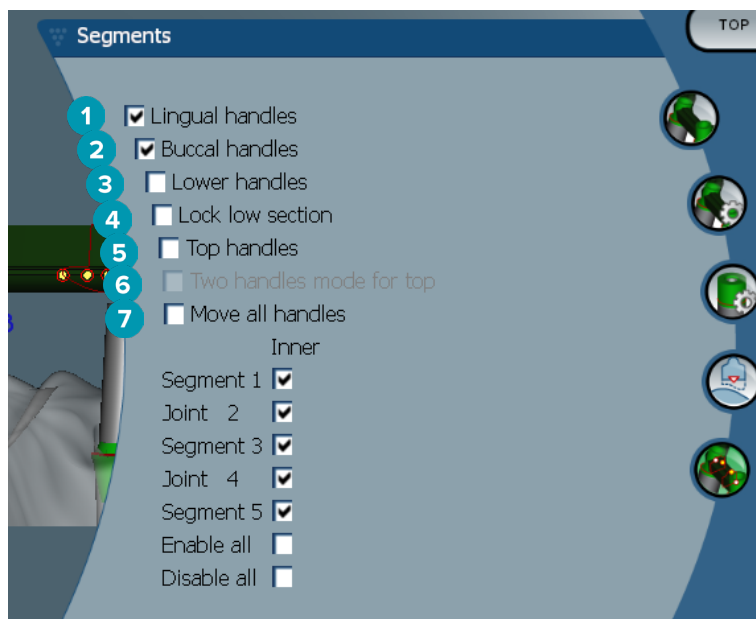 TOP
Segments
1 Lingual handles
2 Buccal handles
3 Lower handles
4 Lock low section
5 Top handles
6 Two handles mode for top
7 Move all handles
Inner
Segment 1
Joint 2
Segment 3
Joint 4
Segment 5
Enable all
Disable all